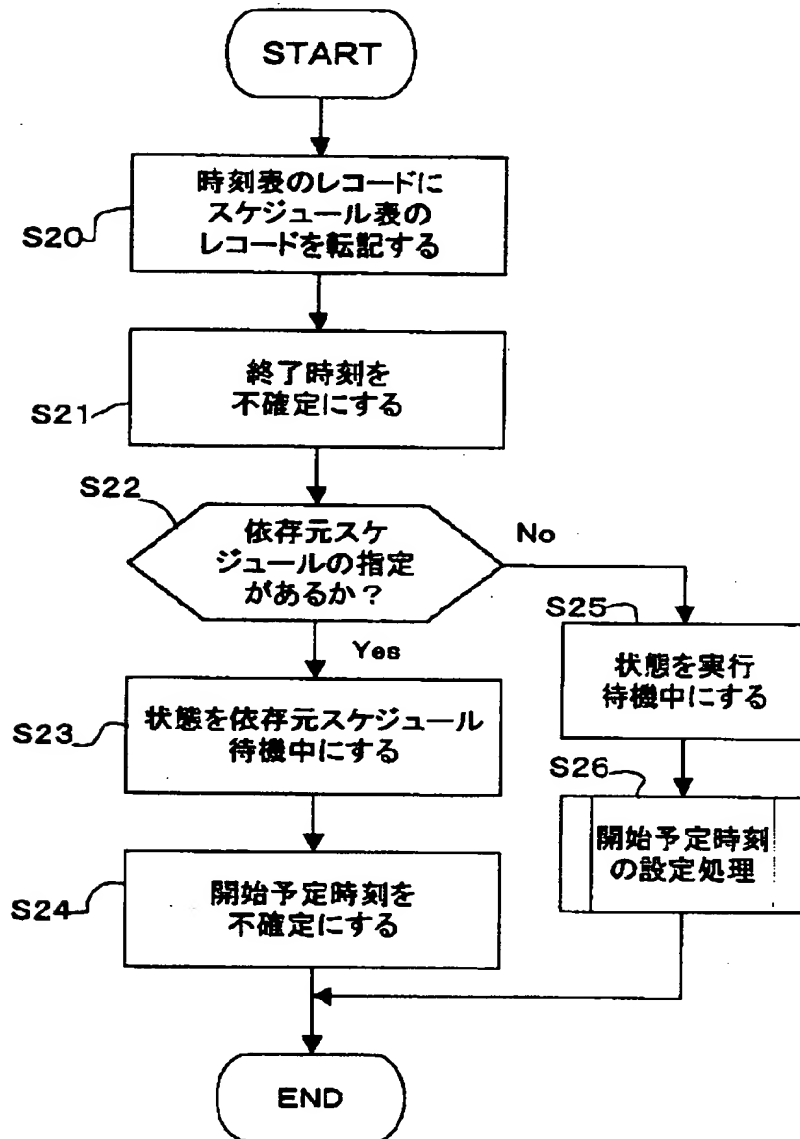 START
S20
時刻表のレコードに
スケジュール表の
レコードを転記する
S21
終了時刻を
不確定にする
S22
依存元スケ
ジュールの指定
があるか？
No
Yes
S23
状態を依存元スケジュール
待機中にする
S25
状態を実行
待機中にする
S24
開始予定時刻を
不確定にする
S26
開始予定時刻
の設定処理
END